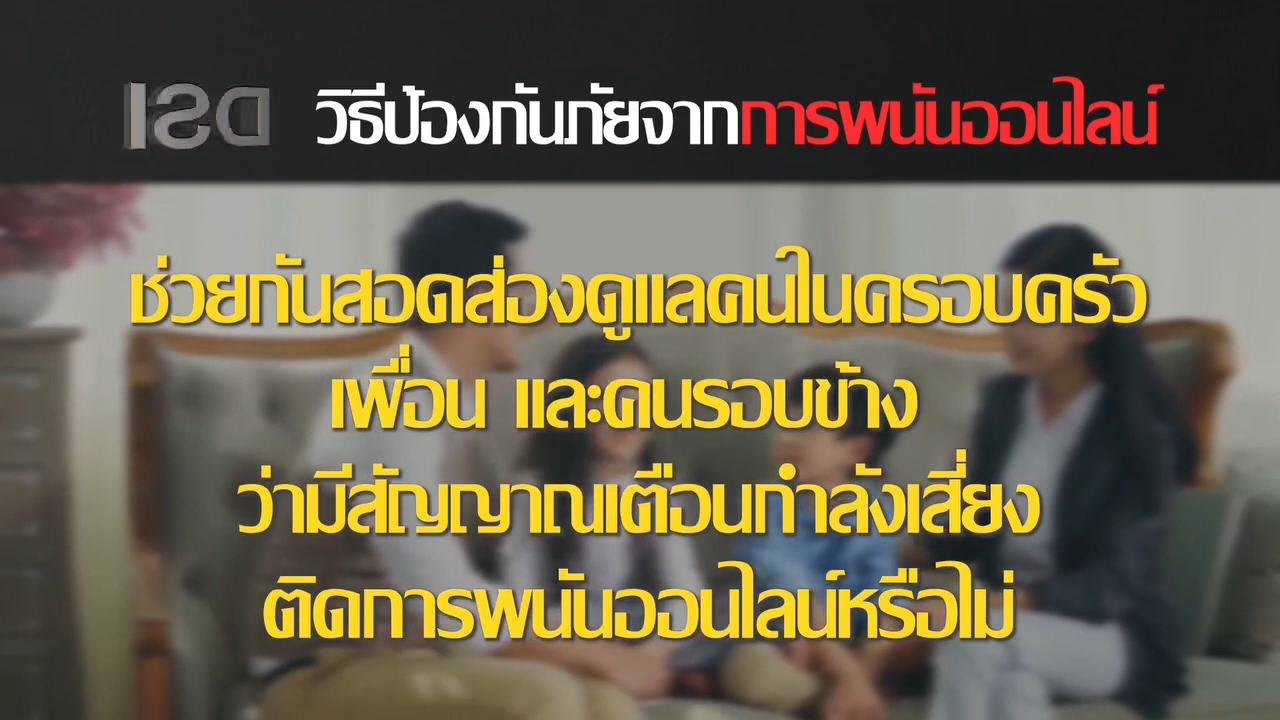 DSI วิธีป้องกันภัยจากการพนันออนไลน์
ช่วยกันสอดส่องดูแลคนในครอบครัว
เพื่อน และคนรอบข้าง
ว่ามีสัญญาณเตือนกำลังเสี่ยง
ติดการพนันออนไลน์หรือไม่